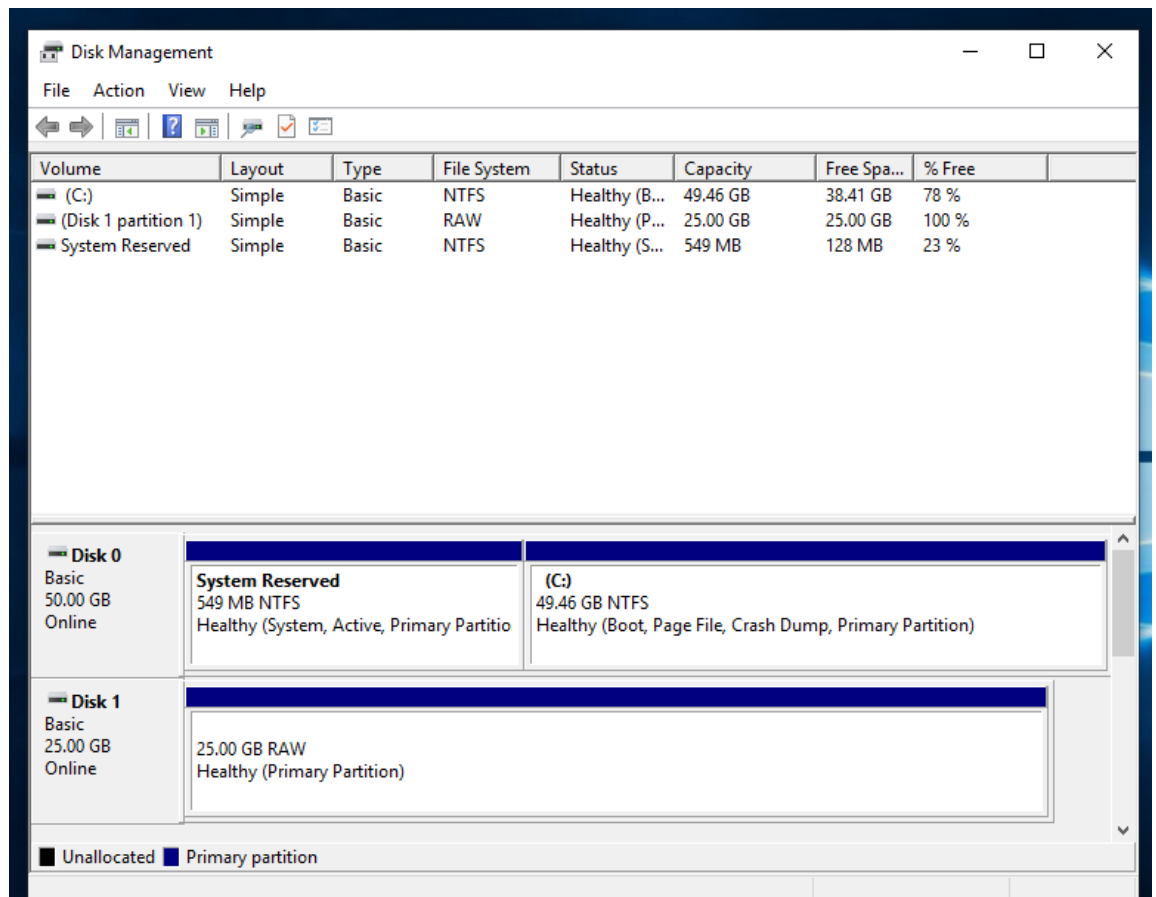 Disk Management
File Action View Help
Volume Layout Type File System Status Capacity Free Spa... % Free
(C:) Simple Basic NTFS Healthy (B... 49.46 GB 38.41 GB 78 %
(Disk 1 partition 1) Simple Basic RAW Healthy (P... 25.00 GB 25.00 GB 100 %
System Reserved Simple Basic NTFS Healthy (S... 549 MB 128 MB 23 %
Disk 0
Basic
50.00 GB
Online
System Reserved
549 MB NTFS
Healthy (System, Active, Primary Partitio
(C:)
49.46 GB NTFS
Healthy (Boot, Page File, Crash Dump, Primary Partition)
Disk 1
Basic
25.00 GB
Online
25.00 GB RAW
Healthy (Primary Partition)
Unallocated Primary partition